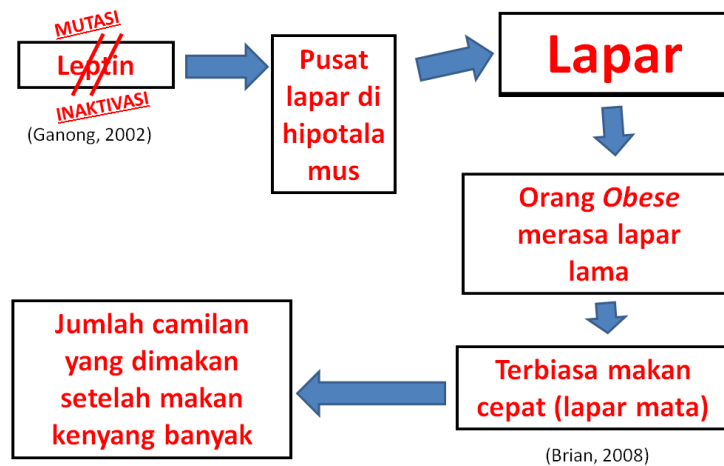 MUTASI
Leptin
INAKTIVASI
(Ganong, 2002)
Pusat
lapar di
hipotala
mus
Lapar
Orang Obese
merasa lapar
lama
Terbiasa makan
cepat (lapar mata)
(Brian, 2008)
Jumlah camilan
yang dimakan
setelah makan
kenyang banyak